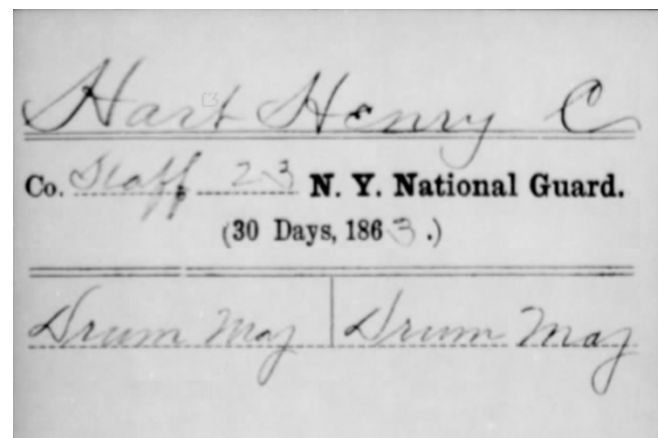 Hart Henry C
Co. Staff 23 N. Y. National Guard.
(30 Days, 1863.)
Drum Maj Drum Maj